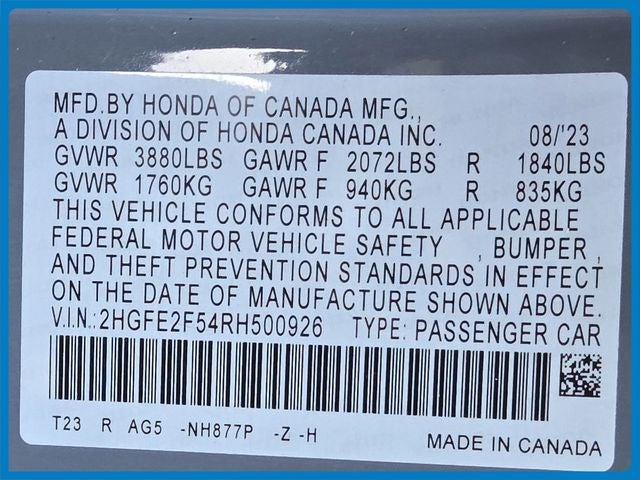 MFD.BY HONDA OF CANADA MFG.,
A DIVISION OF HONDA CANADA INC. 08/'23
GVWR 3880LBS GAWR F 2072LBS R 1840LBS
GVWR 1760KG GAWR F 940KG R 835KG
THIS VEHICLE CONFORMS TO ALL APPLICABLE
FEDERAL MOTOR VEHICLE SAFETY , BUMPER ,
AND THEFT PREVENTION STANDARDS IN EFFECT
ON THE DATE OF MANUFACTURE SHOWN ABOVE.
V.I.N.:2HGFE2F54RH500926 TYPE: PASSENGER CAR
T23 R AG5 -NH877P -Z -H MADE IN CANADA